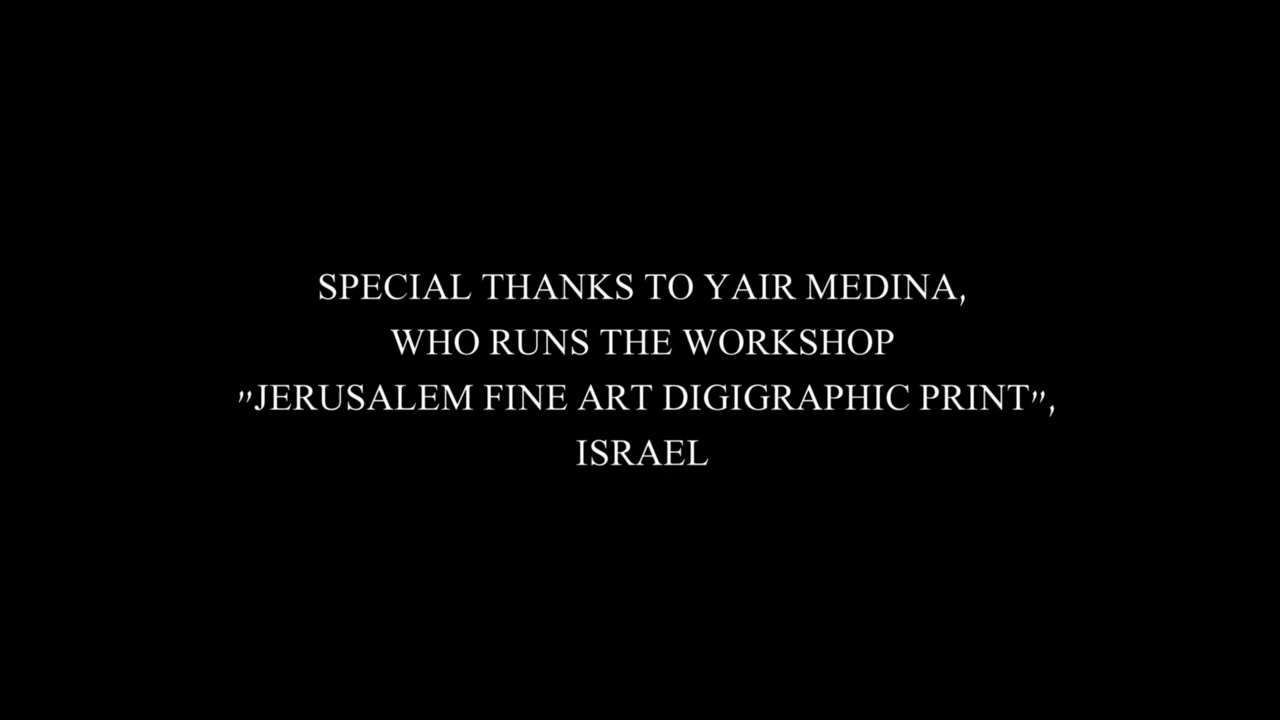 SPECIAL THANKS TO YAIR MEDINA,
WHO RUNS THE WORKSHOP
"JERUSALEM FINE ART DIGIGRAPHIC PRINT",
ISRAEL